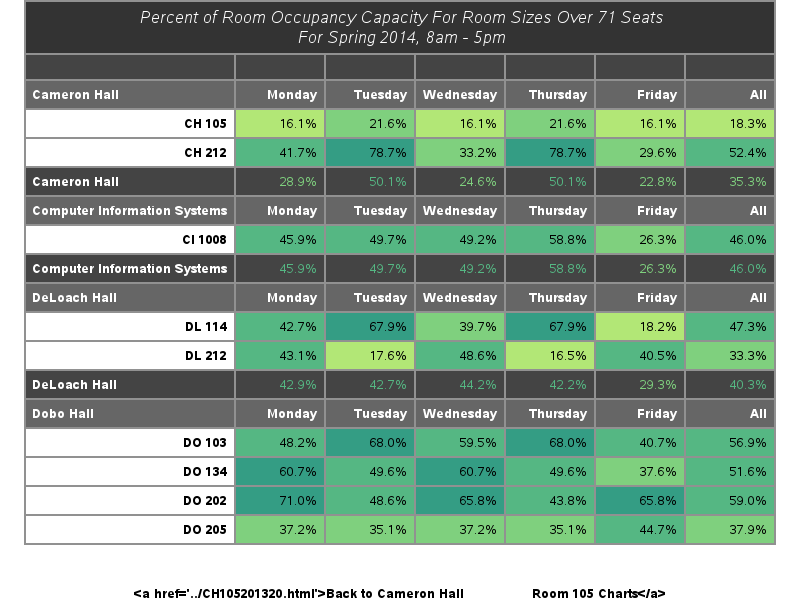 Percent of Room Occupancy Capacity For Room Sizes Over 71 Seats
For Spring 2014, 8am - 5pm
Cameron Hall Monday Tuesday Wednesday Thursday Friday All
CH 105 16.1% 21.6% 16.1% 21.6% 16.1% 18.3%
CH 212 41.7% 78.7% 33.2% 78.7% 29.6% 52.4%
Cameron Hall 28.9% 50.1% 24.6% 50.1% 22.8% 35.3%
Computer Information Systems Monday Tuesday Wednesday Thursday Friday All
CI 1008 45.9% 49.7% 49.2% 58.8% 26.3% 46.0%
Computer Information Systems 45.9% 49.7% 49.2% 58.8% 26.3% 46.0%
DeLoach Hall Monday Tuesday Wednesday Thursday Friday All
DL 114 42.7% 67.9% 39.7% 67.9% 18.2% 47.3%
DL 212 43.1% 17.6% 48.6% 16.5% 40.5% 33.3%
DeLoach Hall 42.9% 42.7% 44.2% 42.2% 29.3% 40.3%
Dobo Hall Monday Tuesday Wednesday Thursday Friday All
DO 103 48.2% 68.0% 59.5% 68.0% 40.7% 56.9%
DO 134 60.7% 49.6% 60.7% 49.6% 37.6% 51.6%
DO 202 71.0% 48.6% 65.8% 43.8% 65.8% 59.0%
DO 205 37.2% 35.1% 37.2% 35.1% 44.7% 37.9%
<a href='../CH105201320.html'>Back to Cameron Hall Room 105 Charts</a>